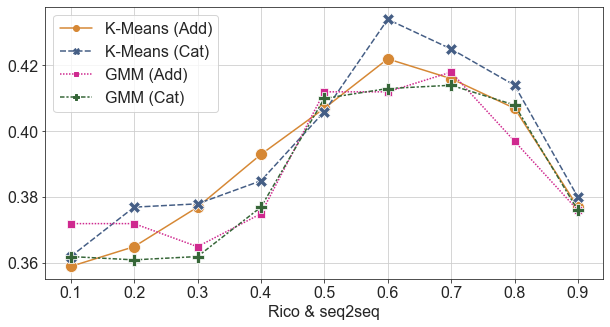 K-Means (Add)
K-Means (Cat)
GMM (Add)
GMM (Cat)
0.42
0.40
0.38
0.36
0.1 0.2 0.3 0.4 0.5 0.6 0.7 0.8 0.9
Rico & seq2seq